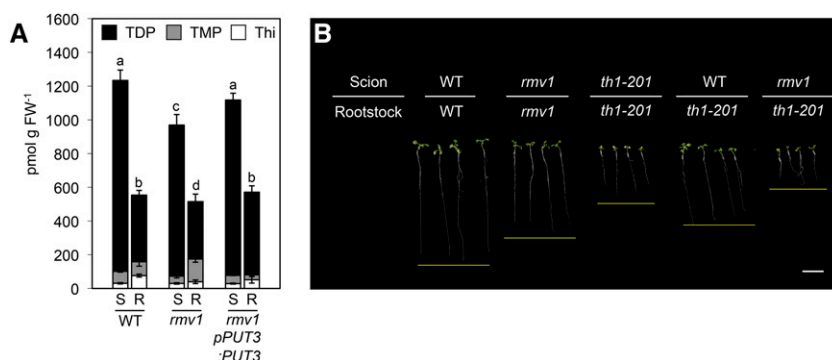 A
1600
1400
1200
1000
800
600
400
200
0
pmol g FW⁻¹
TDP TMP Thi
a b c d a b
S R S R S R
WT rmv1 rmv1
pPUT3
:PUT3
B
Scion WT rmv1 th1-201 WT rmv1
Rootstock WT rmv1 th1-201 th1-201 th1-201